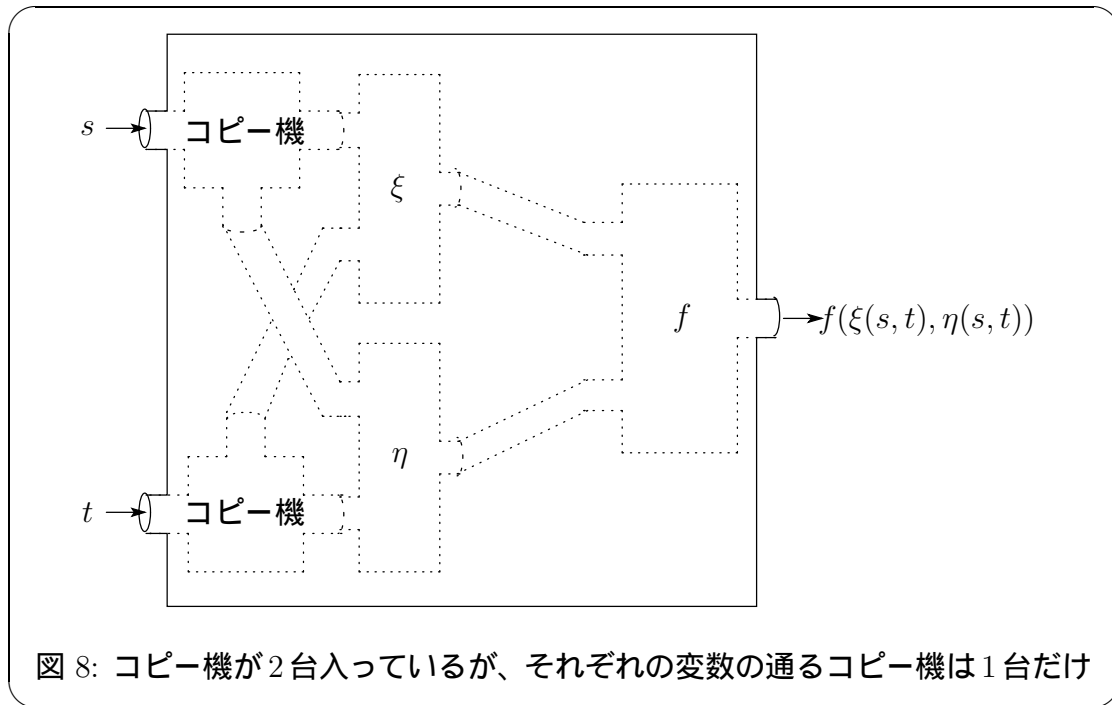 s
コピー機
ξ
f
f(ξ(s, t), η(s, t))
η
t
コピー機
図 8: コピー機が 2 台入っているが、それぞれの変数の通るコピー機は 1 台だけ